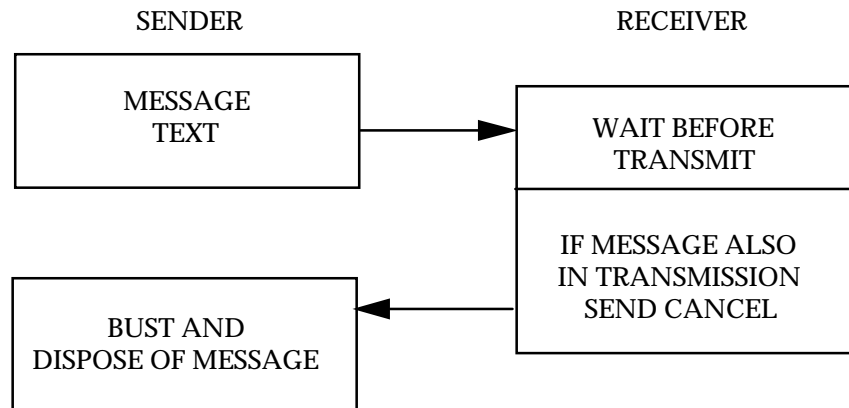 SENDER
RECEIVER
MESSAGE
TEXT
WAIT BEFORE
TRANSMIT
IF MESSAGE ALSO
IN TRANSMISSION
SEND CANCEL
BUST AND
DISPOSE OF MESSAGE